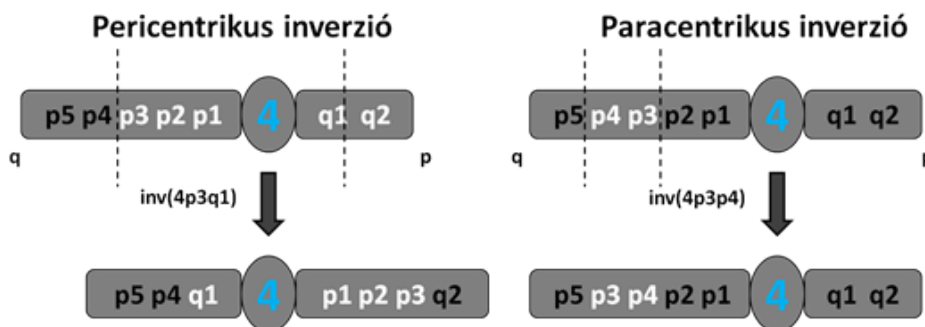 Pericentrikus inverzió
p5 p4 p3 p2 p1 4 q1 q2
q p
inv(4p3q1)
p5 p4 q1 4 p1 p2 p3 q2
Paracentrikus inverzió
p5 p4 p3 p2 p1 4 q1 q2
q p
inv(4p3p4)
p5 p3 p4 p2 p1 4 q1 q2